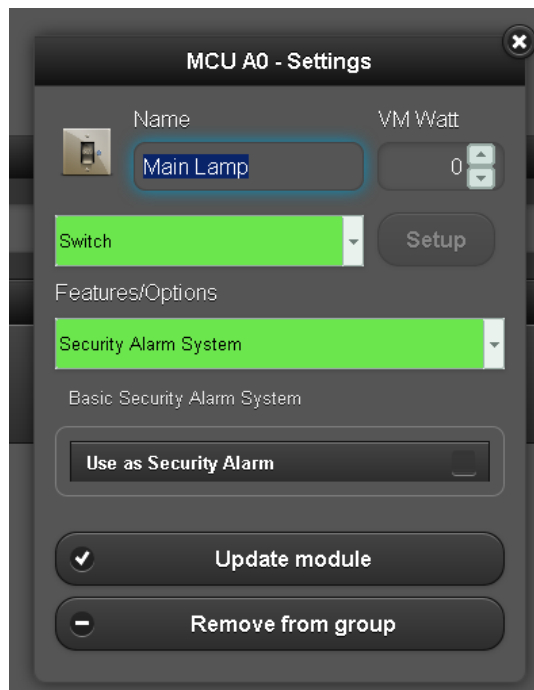 MCU A0 - Settings
Name VM Watt
Main Lamp 0
Switch Setup
Features/Options
Security Alarm System
Basic Security Alarm System
Use as Security Alarm
Update module
Remove from group